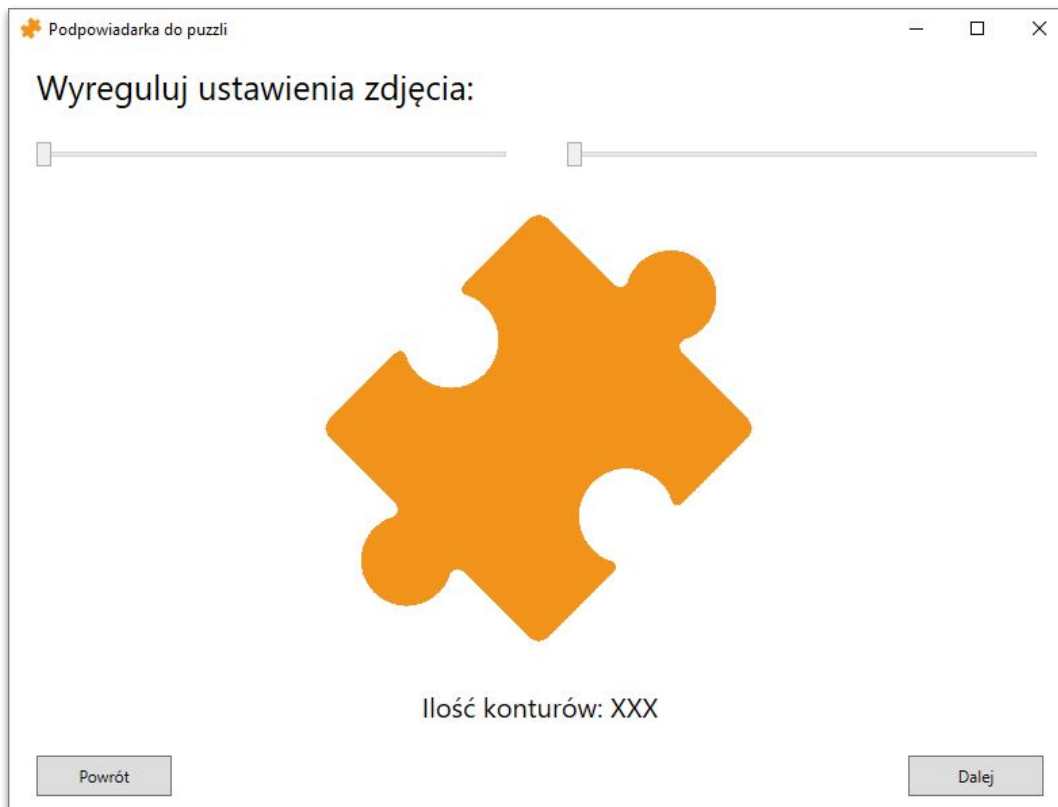 Podpowiadarka do puzzli
Wyreguluj ustawienia zdjęcia:
Ilość konturów: XXX
Powrót
Dalej